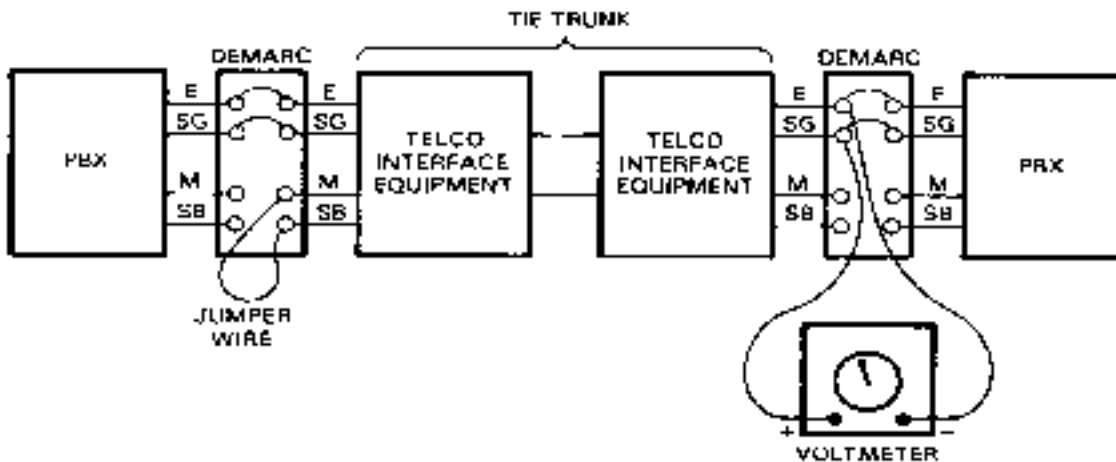 TIE TRUNK
DEMARC
DEMARC
PBX
E
SG
M
SB
E
SG
M
SB
TELCO
INTERFACE
EQUIPMENT
TELCO
INTERFACE
EQUIPMENT
E
SG
M
SB
E
SG
M
SB
PBX
JUMPER
WIRE
+
−
VOLTMETER